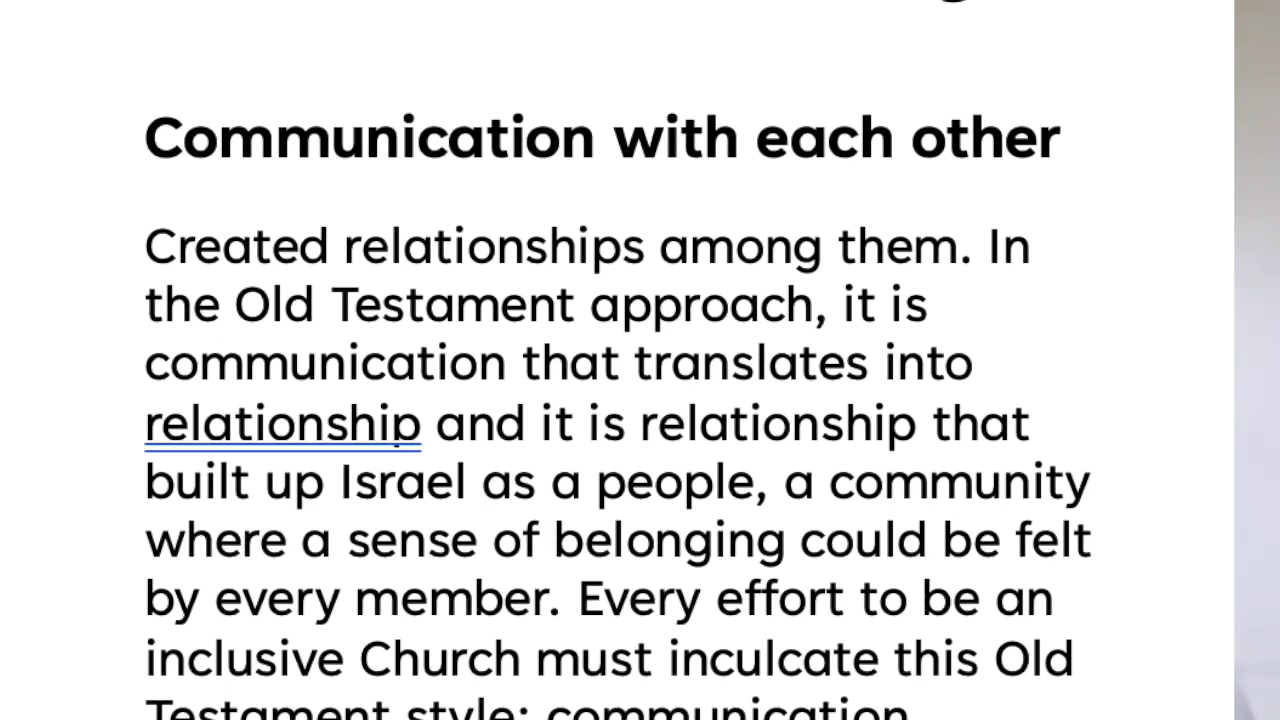 Communication with each other
Created relationships among them. In
the Old Testament approach, it is
communication that translates into
relationship and it is relationship that
built up Israel as a people, a community
where a sense of belonging could be felt
by every member. Every effort to be an
inclusive Church must inculcate this Old
Testament style: communication